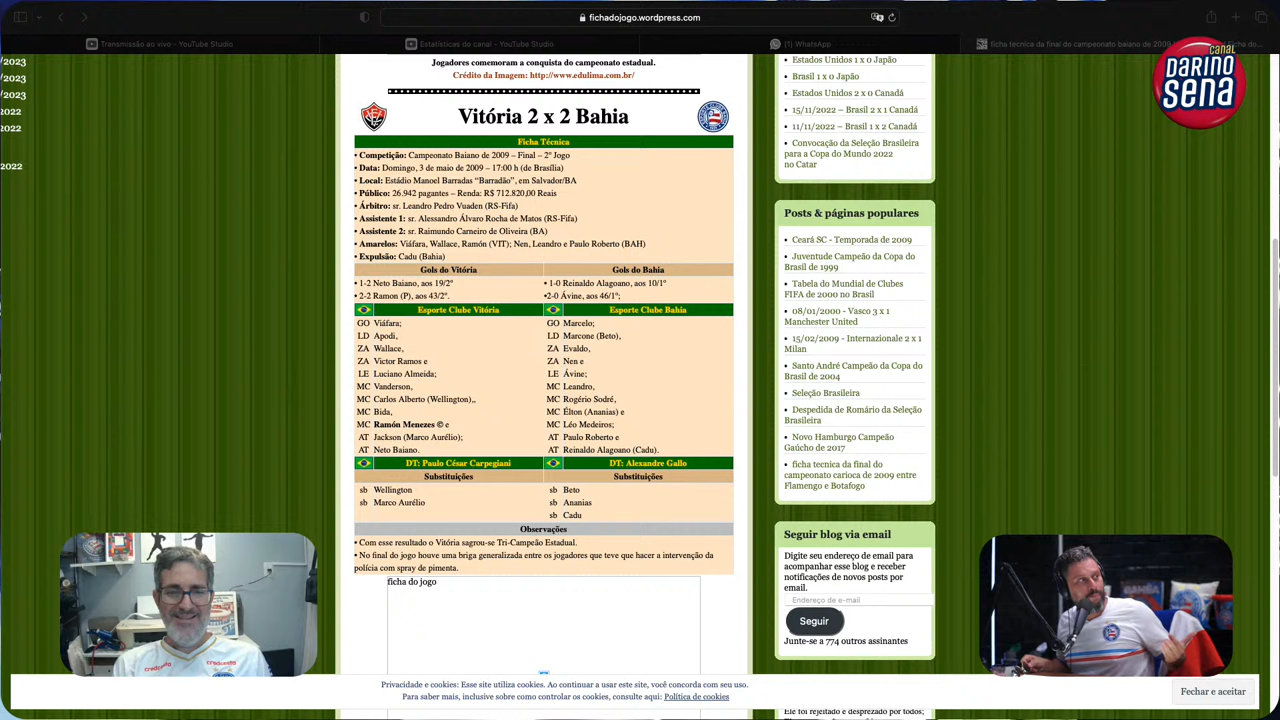 fichadojogo.wordpress.com
Transmissão ao vivo - YouTube Studio
Estatísticas do canal - YouTube Studio
(1) WhatsApp
canal
DARINO
SENA
/2023
/2023
/2023
2022
2022
Jogadores comemoram a conquista do campeonato estadual.
Crédito da Imagem: http://www.edulima.com.br/
Vitória 2 x 2 Bahia
Ficha Técnica
• Competição: Campeonato Baiano de 2009 – Final – 2º Jogo
• Data: Domingo, 3 de maio de 2009 – 17:00 h (de Brasília)
• Local: Estádio Manoel Barradas “Barradão”, em Salvador/BA
• Público: 26.942 pagantes – Renda: R$ 712.820,00 Reais
• Árbitro: sr. Leandro Pedro Vuaden (RS-Fifa)
• Assistente 1: sr. Alessandro Álvaro Rocha de Matos (RS-Fifa)
• Assistente 2: sr. Raimundo Carneiro de Oliveira (BA)
• Amarelos: Viáfara, Wallace, Ramón (VIT); Nen, Leandro e Paulo Roberto (BAH)
• Expulsão: Cadu (Bahia)
Gols do Vitória Gols do Bahia
• 1-2 Neto Baiano, aos 19/2º • 1-0 Reinaldo Alagoano, aos 10/1º
• 2-2 Ramon (P), aos 43/2º. •2-0 Ávine, aos 46/1º;
Esporte Clube Vitória Esporte Clube Bahia
GO Viáfara; GO Marcelo;
LD Apodi, LD Marcone (Beto),
ZA Wallace, ZA Evaldo,
ZA Victor Ramos e ZA Nen e
LE Luciano Almeida; LE Ávine;
MC Vanderson, MC Leandro,
MC Carlos Alberto (Wellington),, MC Rogério Sodré,
MC Bida, MC Élton (Ananias) e
MC Ramón Menezes © e MC Léo Medeiros;
AT Jackson (Marco Aurélio); AT Paulo Roberto e
AT Neto Baiano. AT Reinaldo Alagoano (Cadu).
DT: Paulo César Carpegiani DT: Alexandre Gallo
Substituições Substituições
sb Wellington sb Beto
sb Marco Aurélio sb Ananias
sb Cadu
Observações
• Com esse resultado o Vitória sagrou-se Tri-Campeão Estadual.
• No final do jogo houve uma briga generalizada entre os jogadores que teve que hacer a intervenção da
polícia com spray de pimenta.
ficha do jogo
Estados Unidos 1 x 0 Japão
• Brasil 1 x 0 Japão
• Estados Unidos 2 x 0 Canadá
• 15/11/2022 – Brasil 2 x 1 Canadá
• 11/11/2022 – Brasil 1 x 2 Canadá
• Convocação da Seleção Brasileira
para a Copa do Mundo 2022
no Catar
Posts & páginas populares
• Ceará SC - Temporada de 2009
• Juventude Campeão da Copa do
Brasil de 1999
• Tabela do Mundial de Clubes
FIFA de 2000 no Brasil
• 08/01/2000 - Vasco 3 x 1
Manchester United
• 15/02/2009 - Internazionale 2 x 1
Milan
• Santo André Campeão da Copa do
Brasil de 2004
• Seleção Brasileira
• Despedida de Romário da Seleção
Brasileira
• Novo Hamburgo Campeão
Gaúcho de 2017
• ficha tecnica da final do
campeonato carioca de 2009 entre
Flamengo e Botafogo
Seguir blog via email
Digite seu endereço de email para
acompanhar esse blog e receber
notificações de novos posts por
email.
Endereço de e-mail
Seguir
Junte-se a 774 outros assinantes
credcesta credcesta
Privacidade e cookies: Esse site utiliza cookies. Ao continuar a usar este site, você concorda com seu uso.
Para saber mais, inclusive sobre como controlar os cookies, consulte aqui: Política de cookies
Fechar e aceitar
Ele foi rejeitado e desprezado por todos;